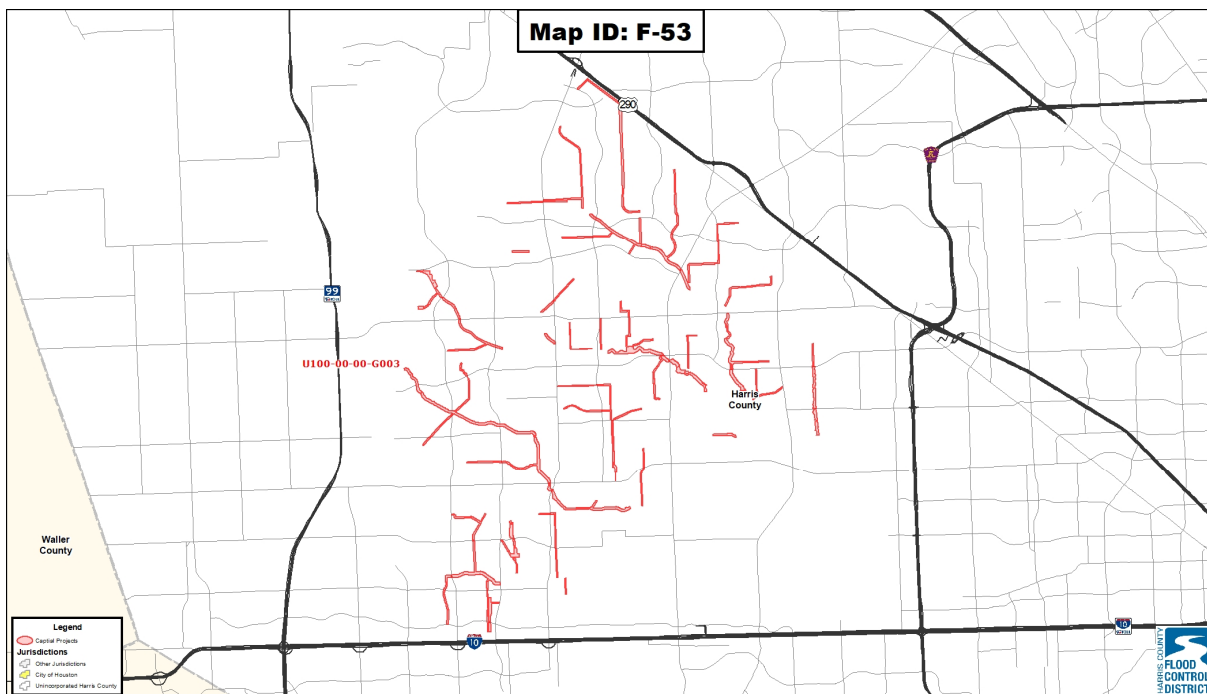 Map ID: F-53
290
99
U100-00-00-G003
Harris
County
Waller
County
10
10
Legend
Captial Projects
Jurisdictions
Other Jurisdictions
City of Houston
Unincorporated Harris County
HARRIS COUNTY
FLOOD
CONTROL
DISTRICT